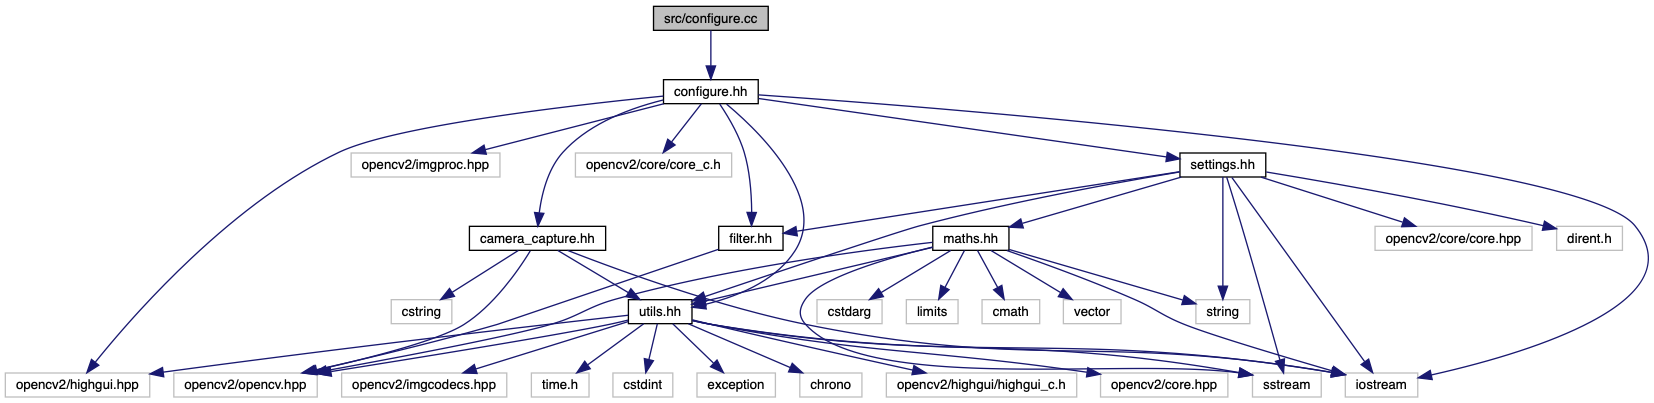 src/configure.cc
configure.hh
opencv2/imgproc.hpp
opencv2/core/core_c.h
settings.hh
camera_capture.hh
filter.hh
maths.hh
opencv2/core/core.hpp
dirent.h
cstring
utils.hh
cstdarg
limits
cmath
vector
string
opencv2/highgui.hpp
opencv2/opencv.hpp
opencv2/imgcodecs.hpp
time.h
cstdint
exception
chrono
opencv2/highgui/highgui_c.h
opencv2/core.hpp
sstream
iostream